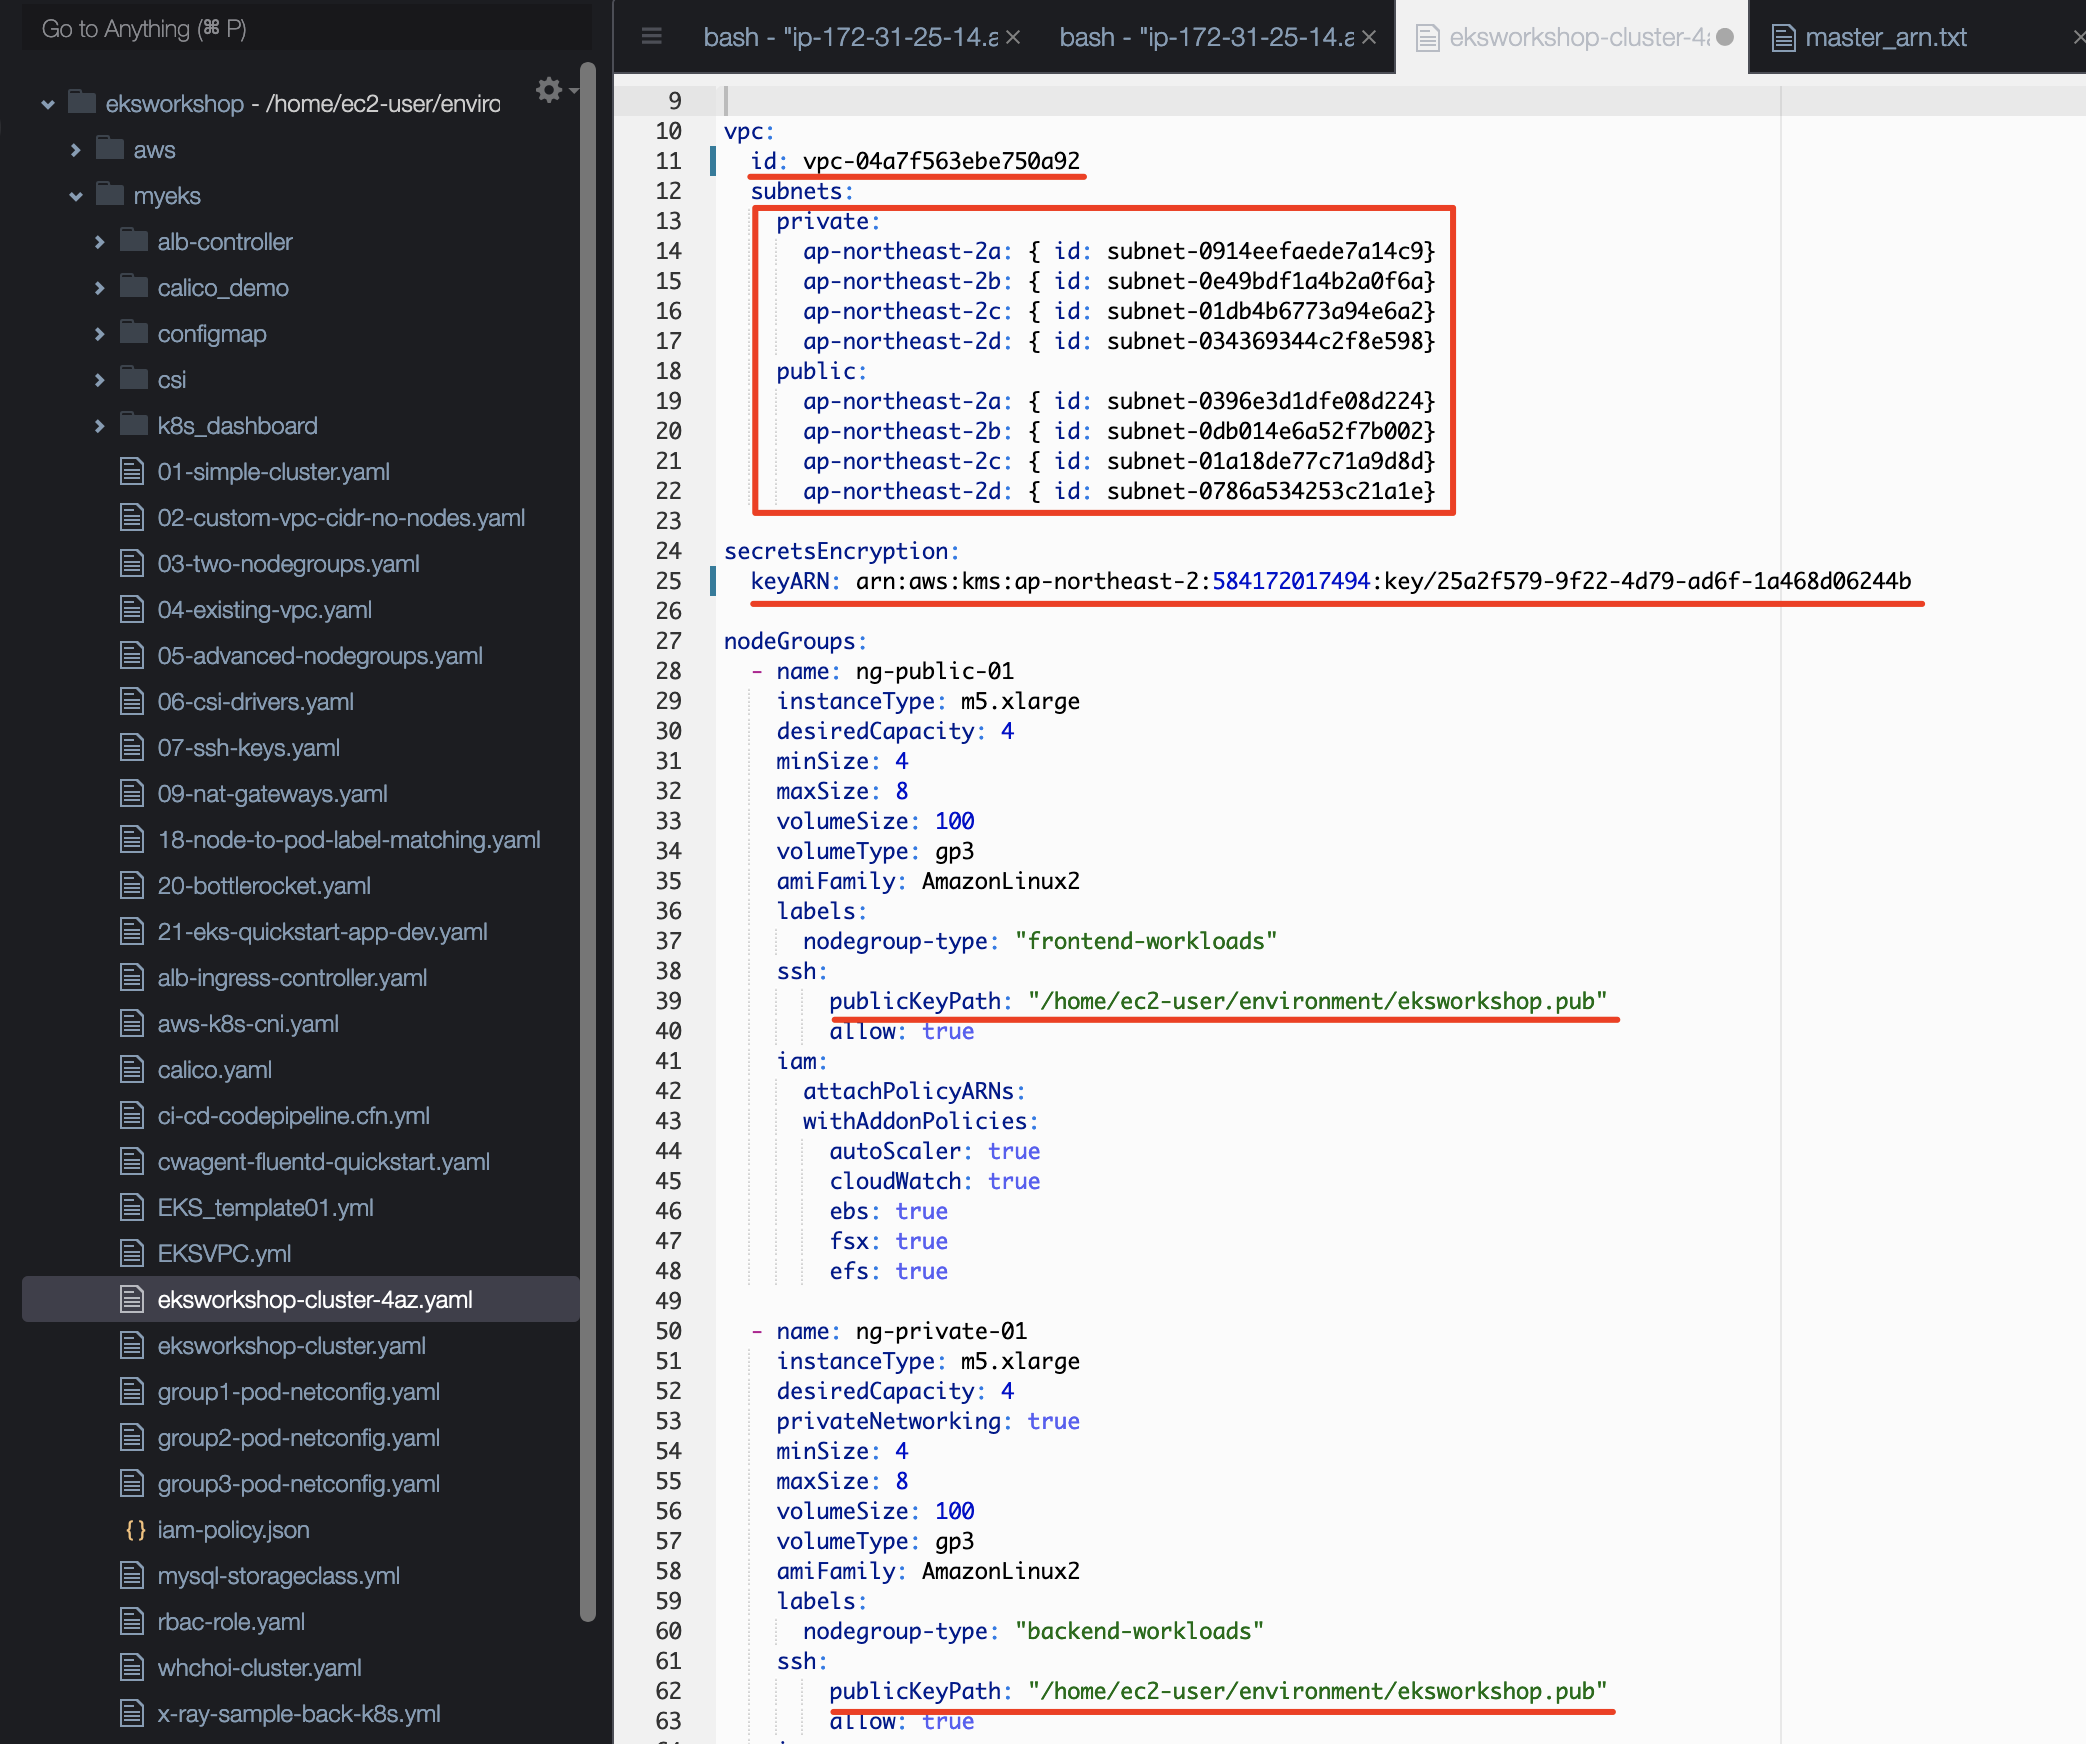 Go to Anything (⌘ P)
eksworkshop - /home/ec2-user/enviro
aws
myeks
alb-controller
calico_demo
configmap
csi
k8s_dashboard
01-simple-cluster.yaml
02-custom-vpc-cidr-no-nodes.yaml
03-two-nodegroups.yaml
04-existing-vpc.yaml
05-advanced-nodegroups.yaml
06-csi-drivers.yaml
07-ssh-keys.yaml
09-nat-gateways.yaml
18-node-to-pod-label-matching.yaml
20-bottlerocket.yaml
21-eks-quickstart-app-dev.yaml
alb-ingress-controller.yaml
aws-k8s-cni.yaml
calico.yaml
ci-cd-codepipeline.cfn.yml
cwagent-fluentd-quickstart.yaml
EKS_template01.yml
EKSVPC.yml
eksworkshop-cluster-4az.yaml
eksworkshop-cluster.yaml
group1-pod-netconfig.yaml
group2-pod-netconfig.yaml
group3-pod-netconfig.yaml
{} iam-policy.json
mysql-storageclass.yml
rbac-role.yaml
whchoi-cluster.yaml
x-ray-sample-back-k8s.yml
bash - "ip-172-31-25-14.a × bash - "ip-172-31-25-14.a × eksworkshop-cluster-4a master_arn.txt ×
9
10 vpc:
11 id: vpc-04a7f563ebe750a92
12 subnets:
13 private:
14 ap-northeast-2a: { id: subnet-0914eefaede7a14c9}
15 ap-northeast-2b: { id: subnet-0e49bdf1a4b2a0f6a}
16 ap-northeast-2c: { id: subnet-01db4b6773a94e6a2}
17 ap-northeast-2d: { id: subnet-034369344c2f8e598}
18 public:
19 ap-northeast-2a: { id: subnet-0396e3d1dfe08d224}
20 ap-northeast-2b: { id: subnet-0db014e6a52f7b002}
21 ap-northeast-2c: { id: subnet-01a18de77c71a9d8d}
22 ap-northeast-2d: { id: subnet-0786a534253c21a1e}
23
24 secretsEncryption:
25 keyARN: arn:aws:kms:ap-northeast-2:584172017494:key/25a2f579-9f22-4d79-ad6f-1a468d06244b
26
27 nodeGroups:
28 - name: ng-public-01
29 instanceType: m5.xlarge
30 desiredCapacity: 4
31 minSize: 4
32 maxSize: 8
33 volumeSize: 100
34 volumeType: gp3
35 amiFamily: AmazonLinux2
36 labels:
37 nodegroup-type: "frontend-workloads"
38 ssh:
39 publicKeyPath: "/home/ec2-user/environment/eksworkshop.pub"
40 allow: true
41 iam:
42 attachPolicyARNs:
43 withAddonPolicies:
44 autoScaler: true
45 cloudWatch: true
46 ebs: true
47 fsx: true
48 efs: true
49
50 - name: ng-private-01
51 instanceType: m5.xlarge
52 desiredCapacity: 4
53 privateNetworking: true
54 minSize: 4
55 maxSize: 8
56 volumeSize: 100
57 volumeType: gp3
58 amiFamily: AmazonLinux2
59 labels:
60 nodegroup-type: "backend-workloads"
61 ssh:
62 publicKeyPath: "/home/ec2-user/environment/eksworkshop.pub"
63 allow: true